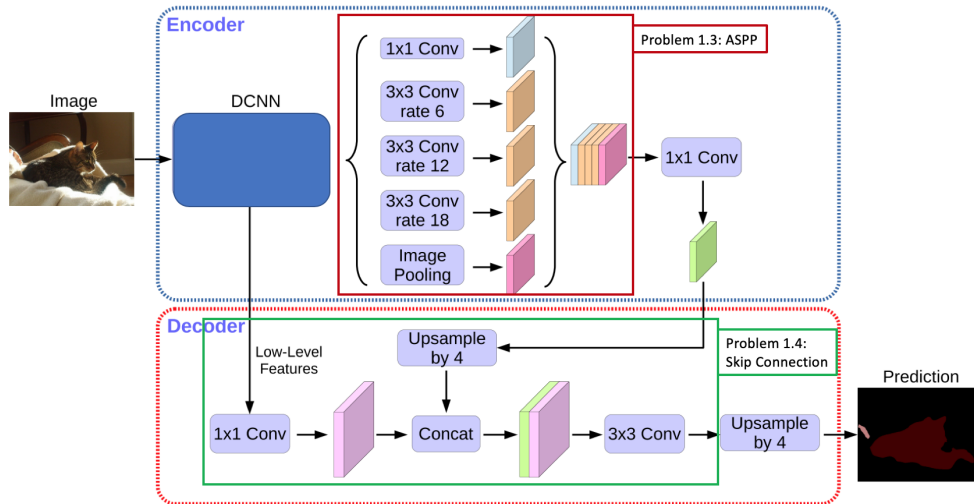 Encoder
Problem 1.3: ASPP
Image
DCNN
1x1 Conv
3x3 Conv
rate 6
3x3 Conv
rate 12
3x3 Conv
rate 18
Image
Pooling
1x1 Conv
Decoder
Problem 1.4:
Skip Connection
Low-Level
Features
Upsample
by 4
1x1 Conv
Concat
3x3 Conv
Upsample
by 4
Prediction